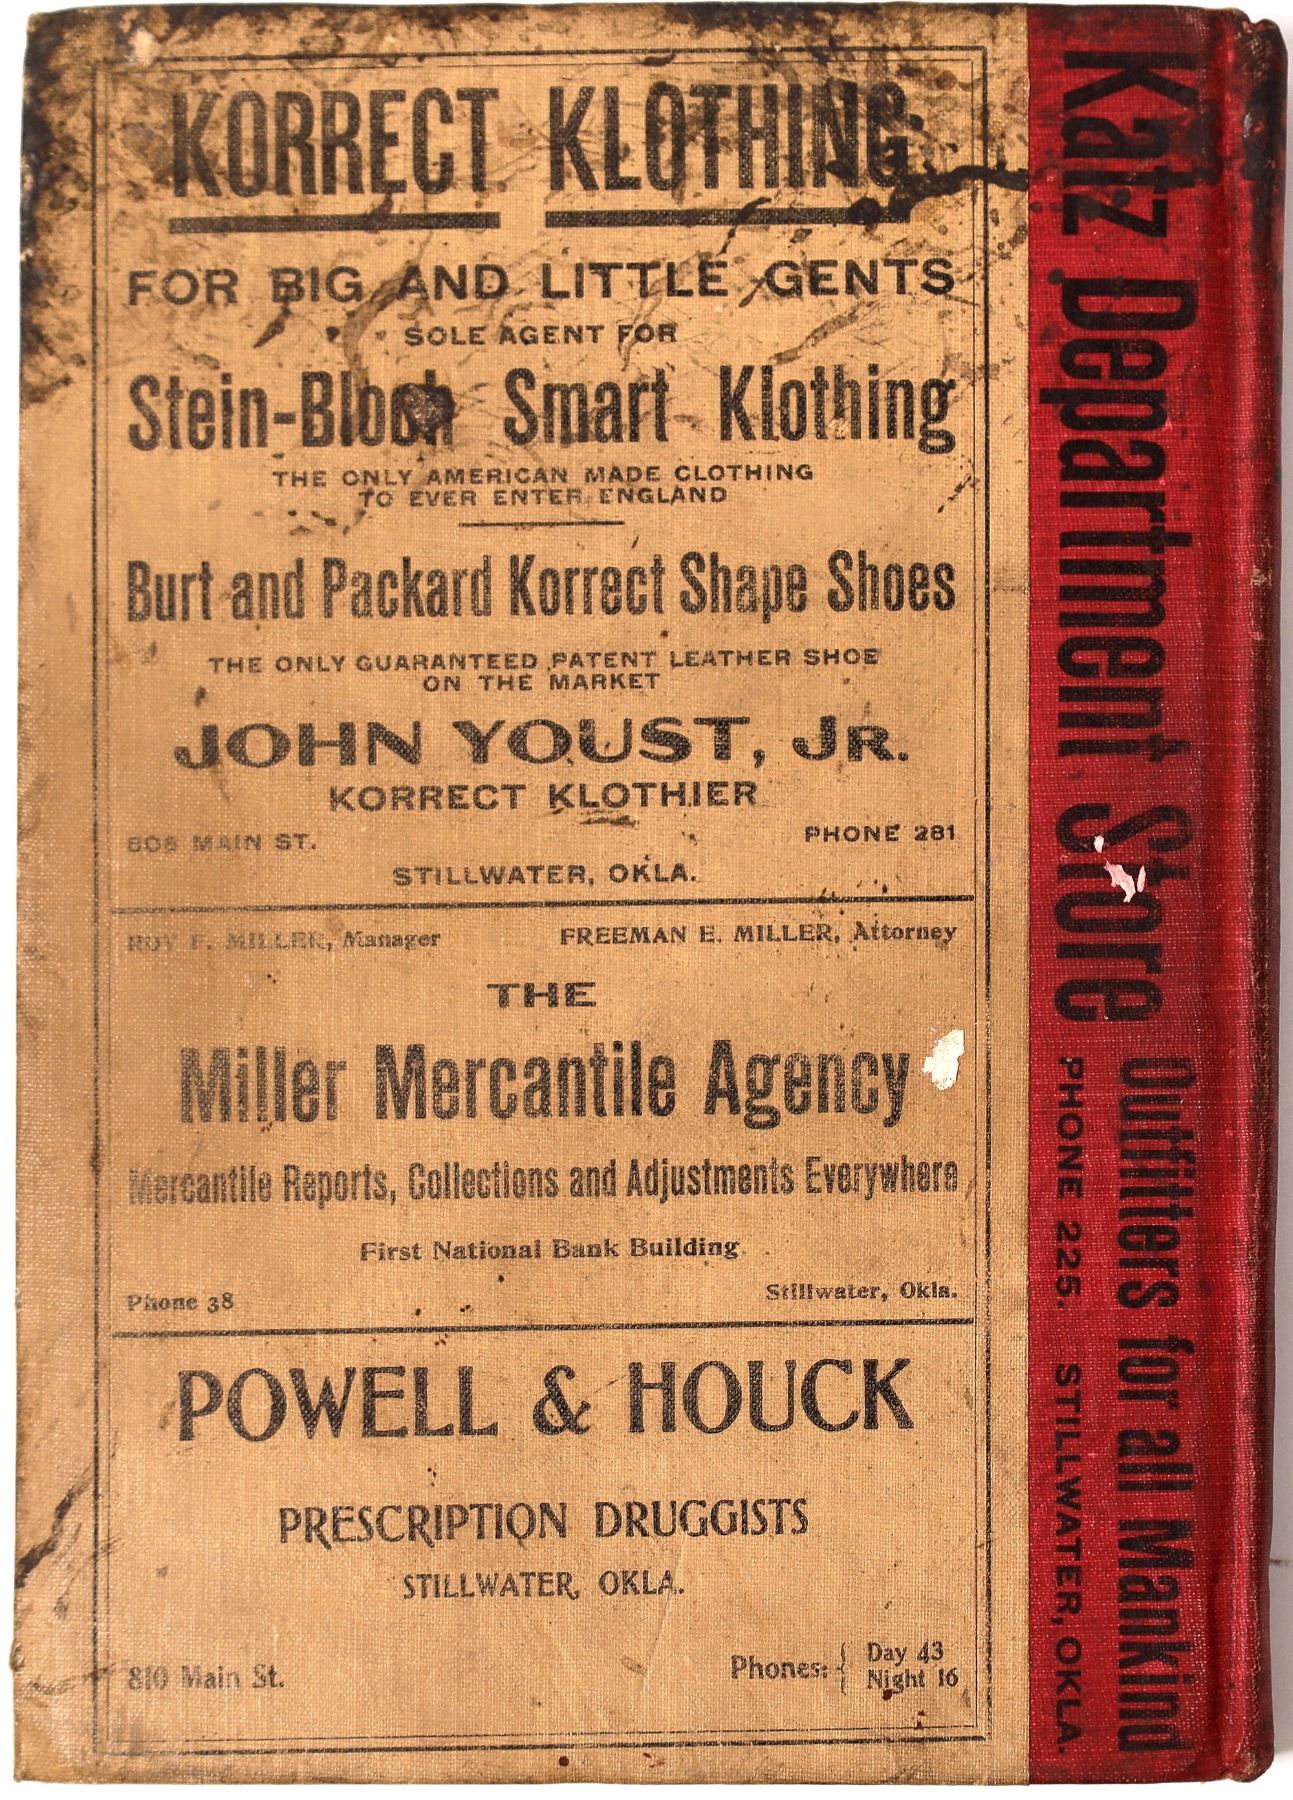 KORRECT KLOTHING
FOR BIG AND LITTLE GENTS
SOLE AGENT FOR
Stein-Bloch Smart Klothing
THE ONLY AMERICAN MADE CLOTHING
TO EVER ENTER ENGLAND
Burt and Packard Korrect Shape Shoes
THE ONLY GUARANTEED PATENT LEATHER SHOE
ON THE MARKET
JOHN YOUST, JR.
KORRECT KLOTHIER
MAIN ST. PHONE 281
STILLWATER, OKLA.
ROY F. MILLER, Manager FREEMAN E. MILLER, Attorney
THE
Miller Mercantile Agency
Mercantile Reports, Collections and Adjustments Everywhere
First National Bank Building
Phone 38 Stillwater, Okla.
POWELL & HOUCK
PRESCRIPTION DRUGGISTS
STILLWATER, OKLA.
810 Main St. Phones: { Day 43
Night 16
Katz Department Store Outfitters for all Mankind
PHONE 225. STILLWATER, OKLA.